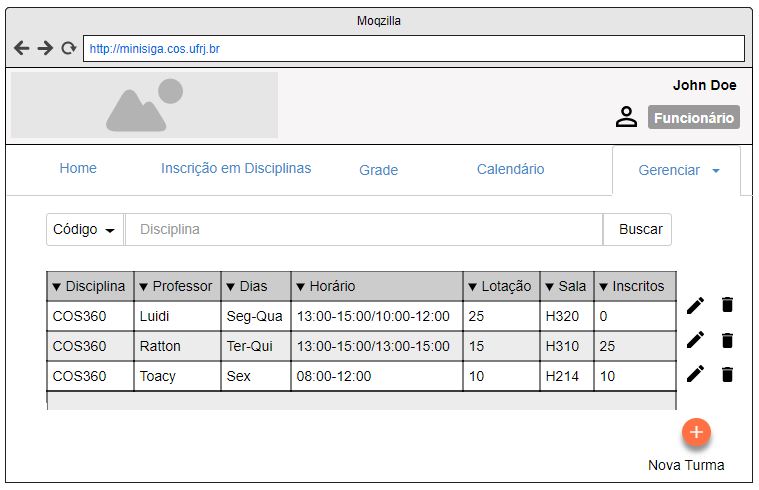 Moqzilla
http://minisiga.cos.ufrj.br
John Doe
Funcionário
Home Inscrição em Disciplinas Grade Calendário Gerenciar
Código Disciplina Buscar
Disciplina Professor Dias Horário Lotação Sala Inscritos
COS360 Luidi Seg-Qua 13:00-15:00/10:00-12:00 25 H320 0
COS360 Ratton Ter-Qui 13:00-15:00/13:00-15:00 15 H310 25
COS360 Toacy Sex 08:00-12:00 10 H214 10
Nova Turma